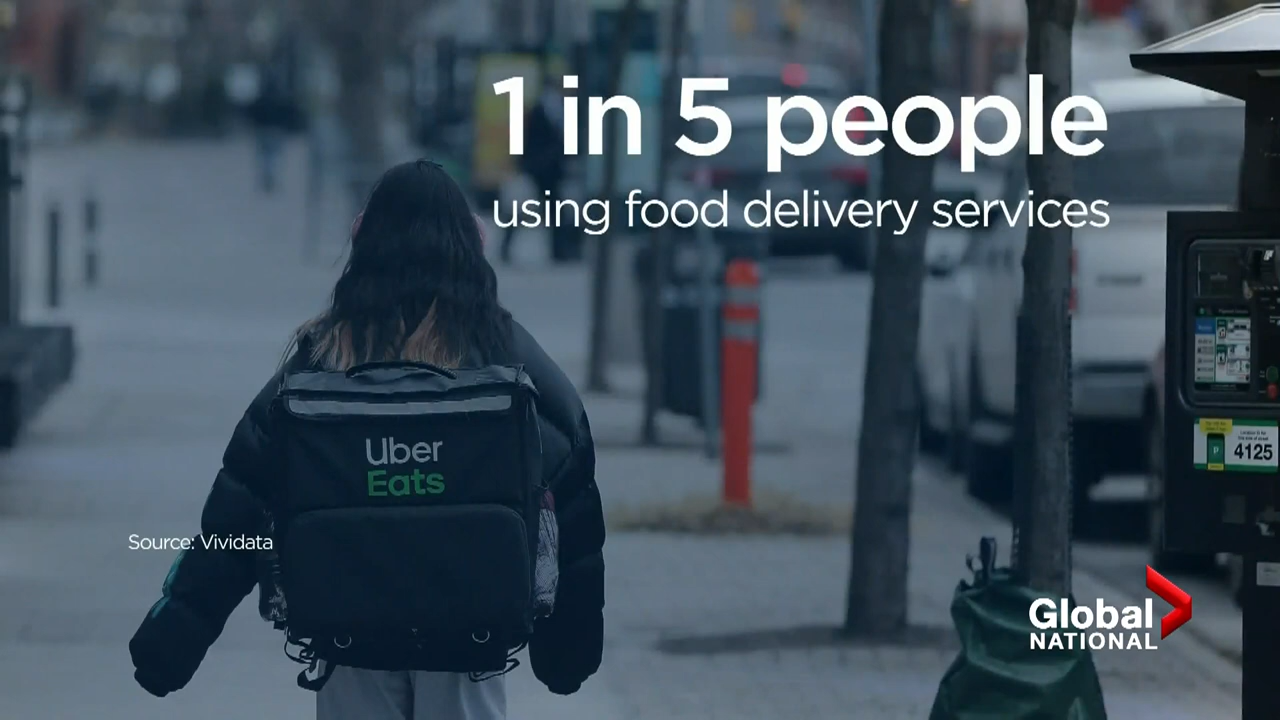 1 in 5 people
using food delivery services
Uber
Eats
Source: Vividata
4125
Global
NATIONAL